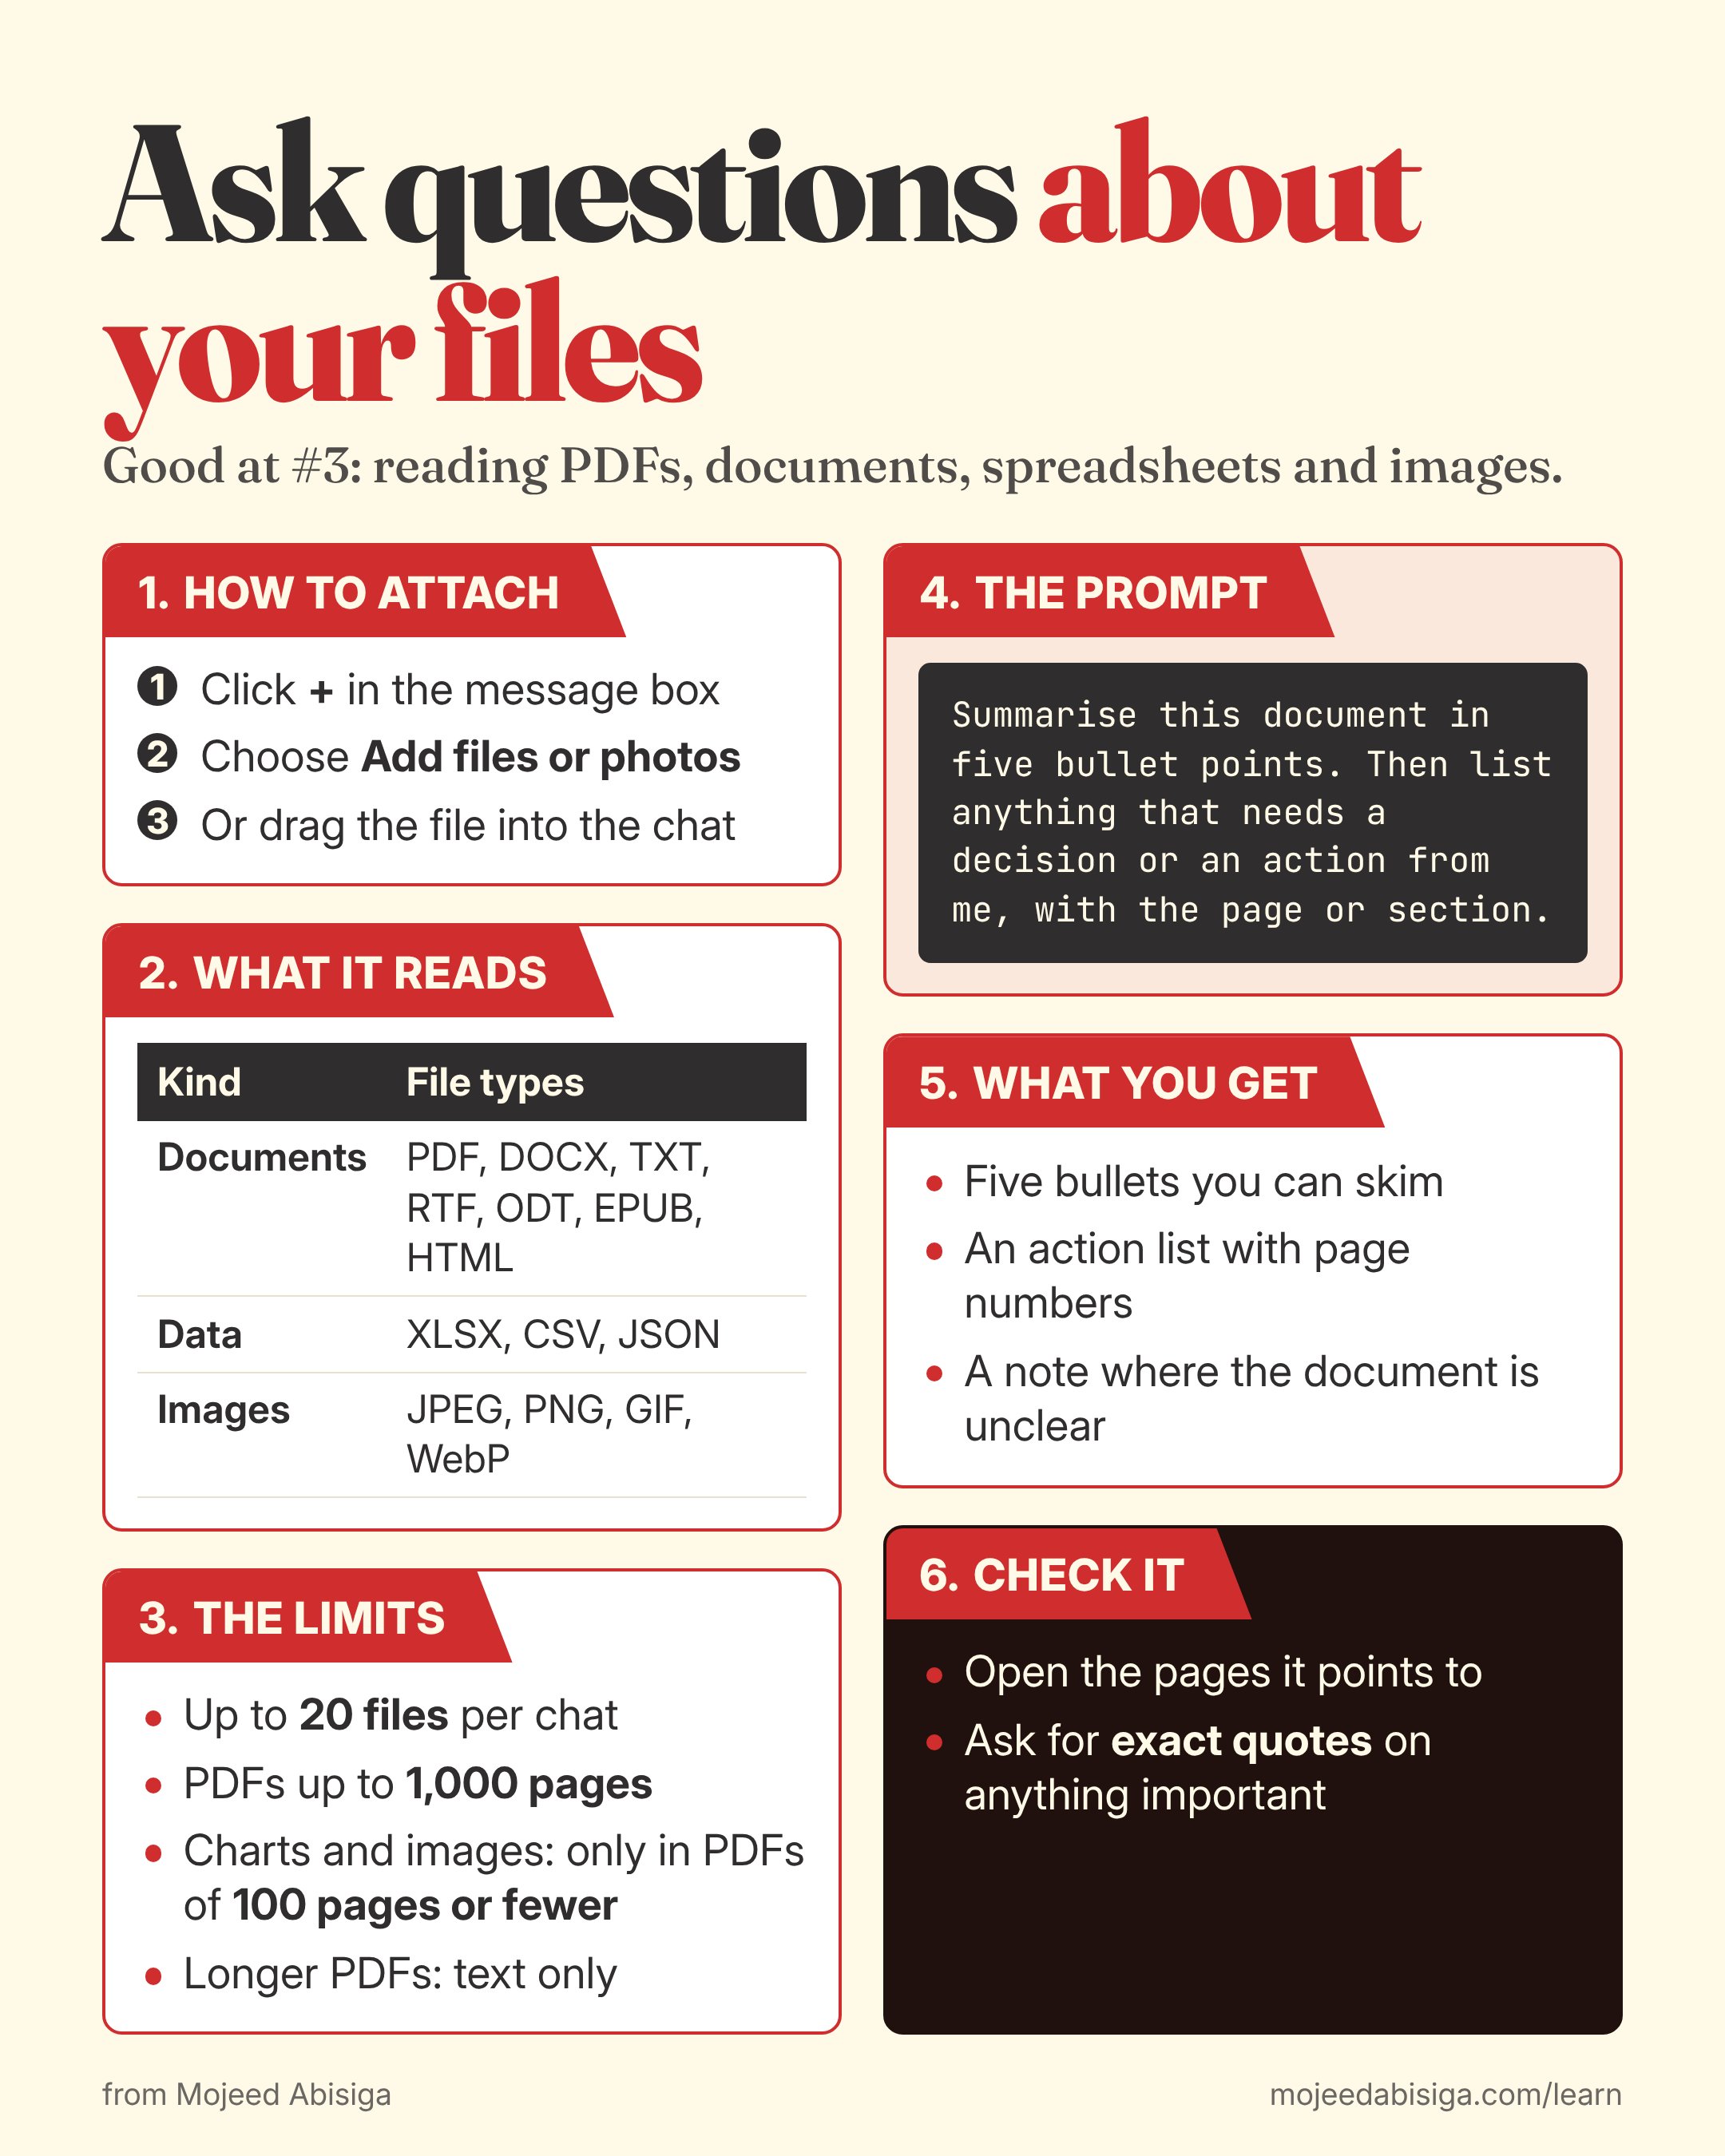 Ask questions about
your files
Good at #3: reading PDFs, documents, spreadsheets and images.
1. HOW TO ATTACH
1 Click + in the message box
2 Choose Add files or photos
3 Or drag the file into the chat
2. WHAT IT READS
Kind File types
Documents PDF, DOCX, TXT,
RTF, ODT, EPUB,
HTML
Data XLSX, CSV, JSON
Images JPEG, PNG, GIF,
WebP
3. THE LIMITS
• Up to 20 files per chat
• PDFs up to 1,000 pages
• Charts and images: only in PDFs
of 100 pages or fewer
• Longer PDFs: text only
4. THE PROMPT
Summarise this document in
five bullet points. Then list
anything that needs a
decision or an action from
me, with the page or section.
5. WHAT YOU GET
• Five bullets you can skim
• An action list with page
numbers
• A note where the document is
unclear
6. CHECK IT
• Open the pages it points to
• Ask for exact quotes on
anything important
from Mojeed Abisiga
mojeedabisiga.com/learn